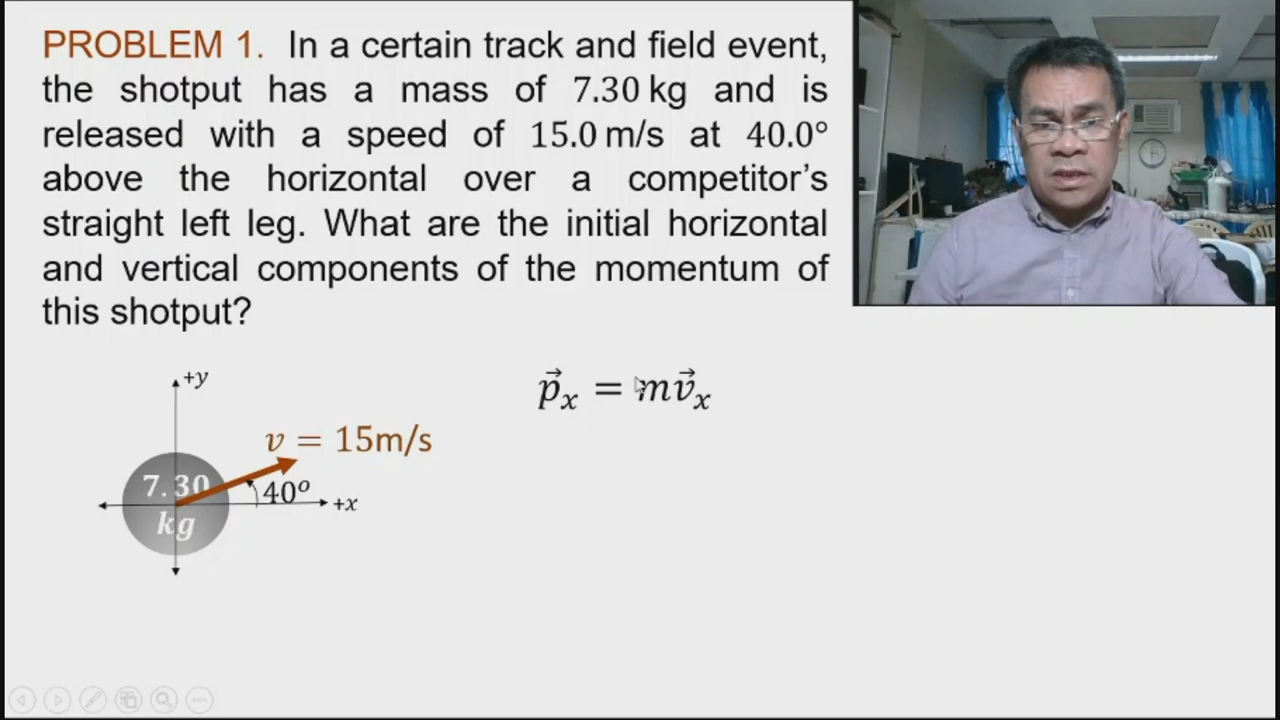 PROBLEM 1. In a certain track and field event,
the shotput has a mass of 7.30 kg and is
released with a speed of 15.0 m/s at 40.0°
above the horizontal over a competitor's
straight left leg. What are the initial horizontal
and vertical components of the momentum of
this shotput?
+y
p⃗ₓ = mv⃗ₓ
v = 15m/s
7.30
40°
+x
kg